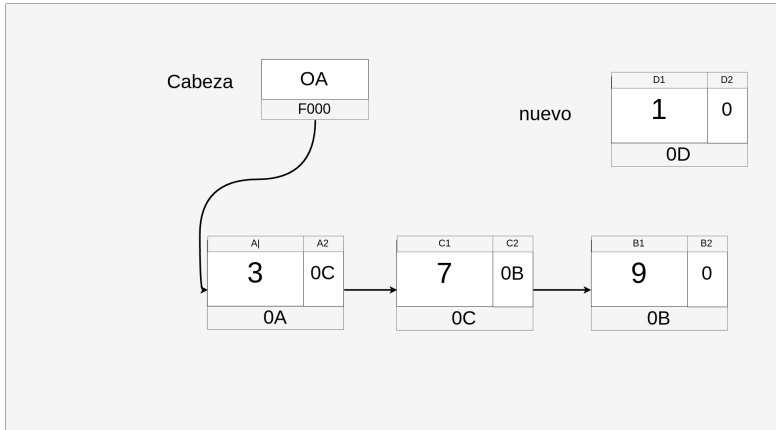 Cabeza
OA
F000
nuevo
D1
D2
1
0
0D
A|
A2
3
0C
0A
C1
C2
7
0B
0C
B1
B2
9
0
0B